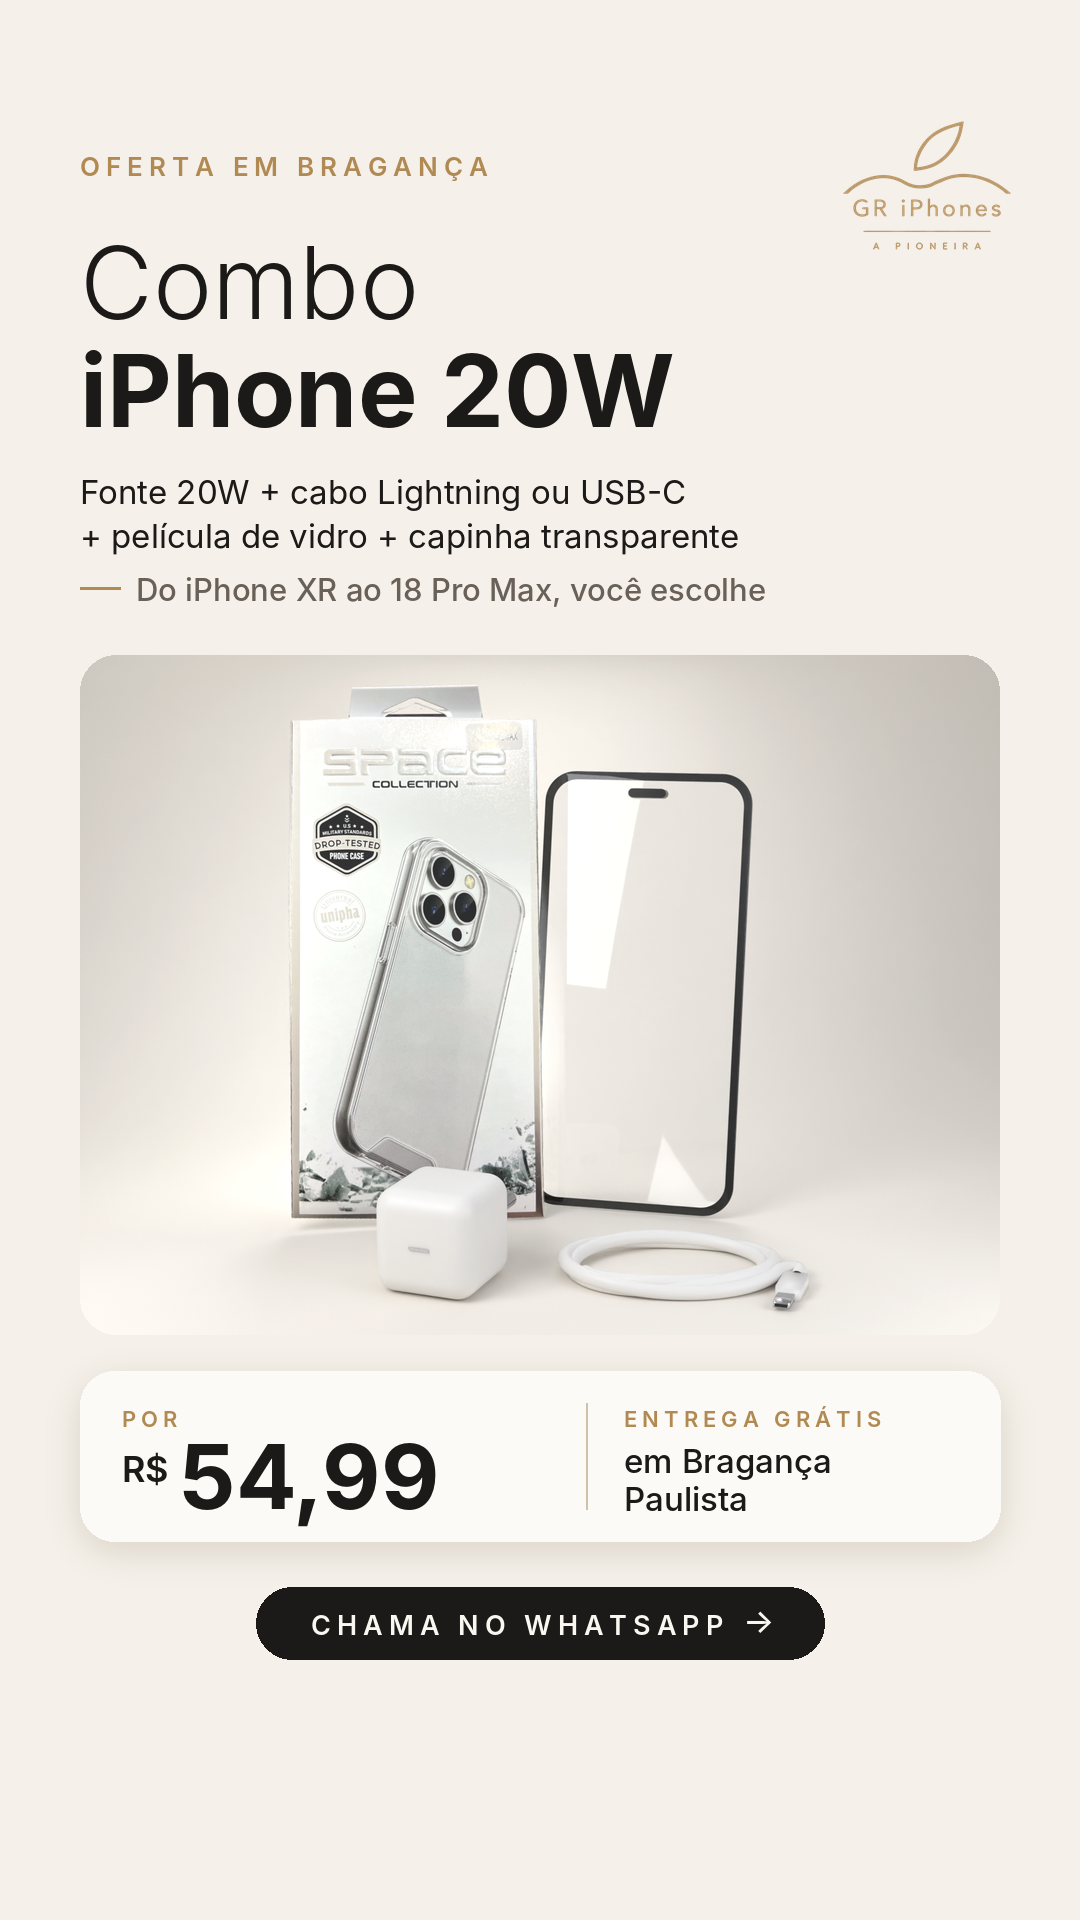 OFERTA EM BRAGANÇA
GR iPhones
A PIONEIRA
Combo
iPhone 20W
Fonte 20W + cabo Lightning ou USB-C
+ película de vidro + capinha transparente
Do iPhone XR ao 18 Pro Max, você escolhe
SPACE
COLLECTION
U.S
MILITARY STANDARDS
DROP-TESTED
PHONE CASE
unipha
POR
R$ 54,99
ENTREGA GRÁTIS
em Bragança
Paulista
CHAMA NO WHATSAPP →